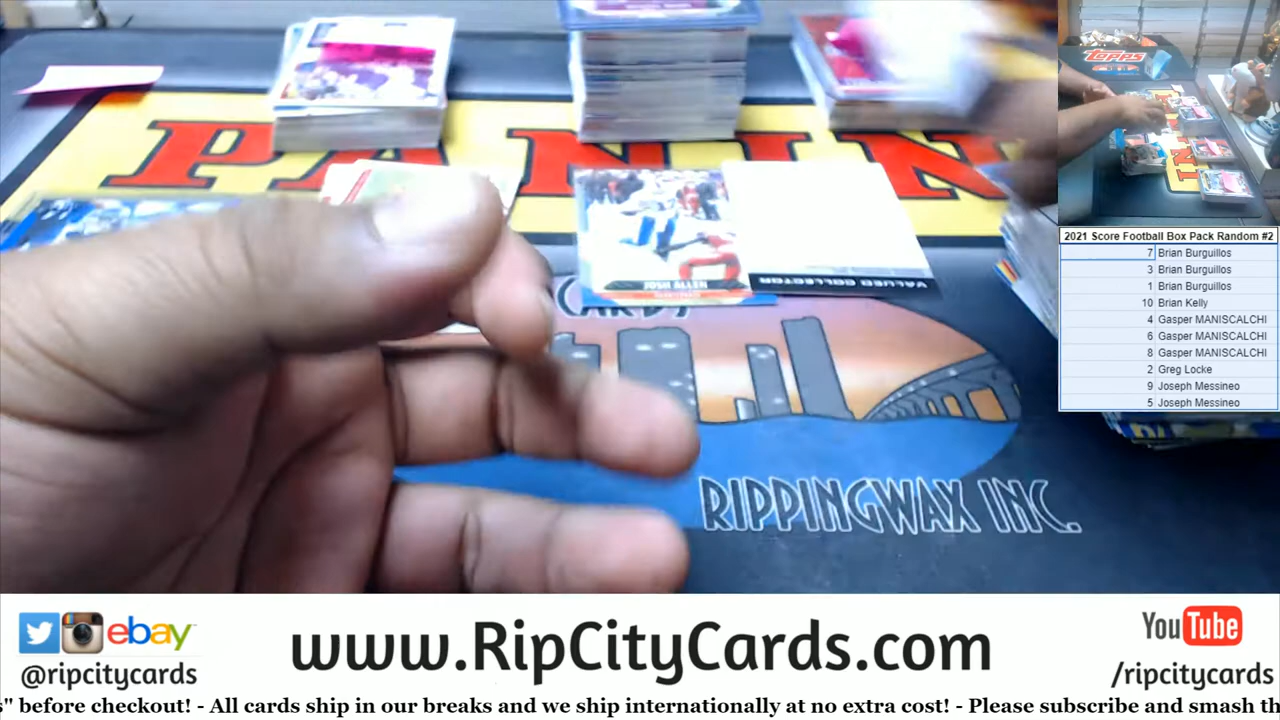 PANIN
topps
JOSH ALLEN
VALUED COLLECTOR
CARDS
RIPPINGWAX INC.
2021 Score Football Box Pack Random #2
7 Brian Burguillos
3 Brian Burguillos
1 Brian Burguillos
10 Brian Kelly
4 Gasper MANISCALCHI
6 Gasper MANISCALCHI
8 Gasper MANISCALCHI
2 Greg Locke
9 Joseph Messineo
5 Joseph Messineo
ebay
@ripcitycards
www.RipCityCards.com
YouTube
/ripcitycards
s" before checkout! - All cards ship in our breaks and we ship internationally at no extra cost! - Please subscribe and smash th